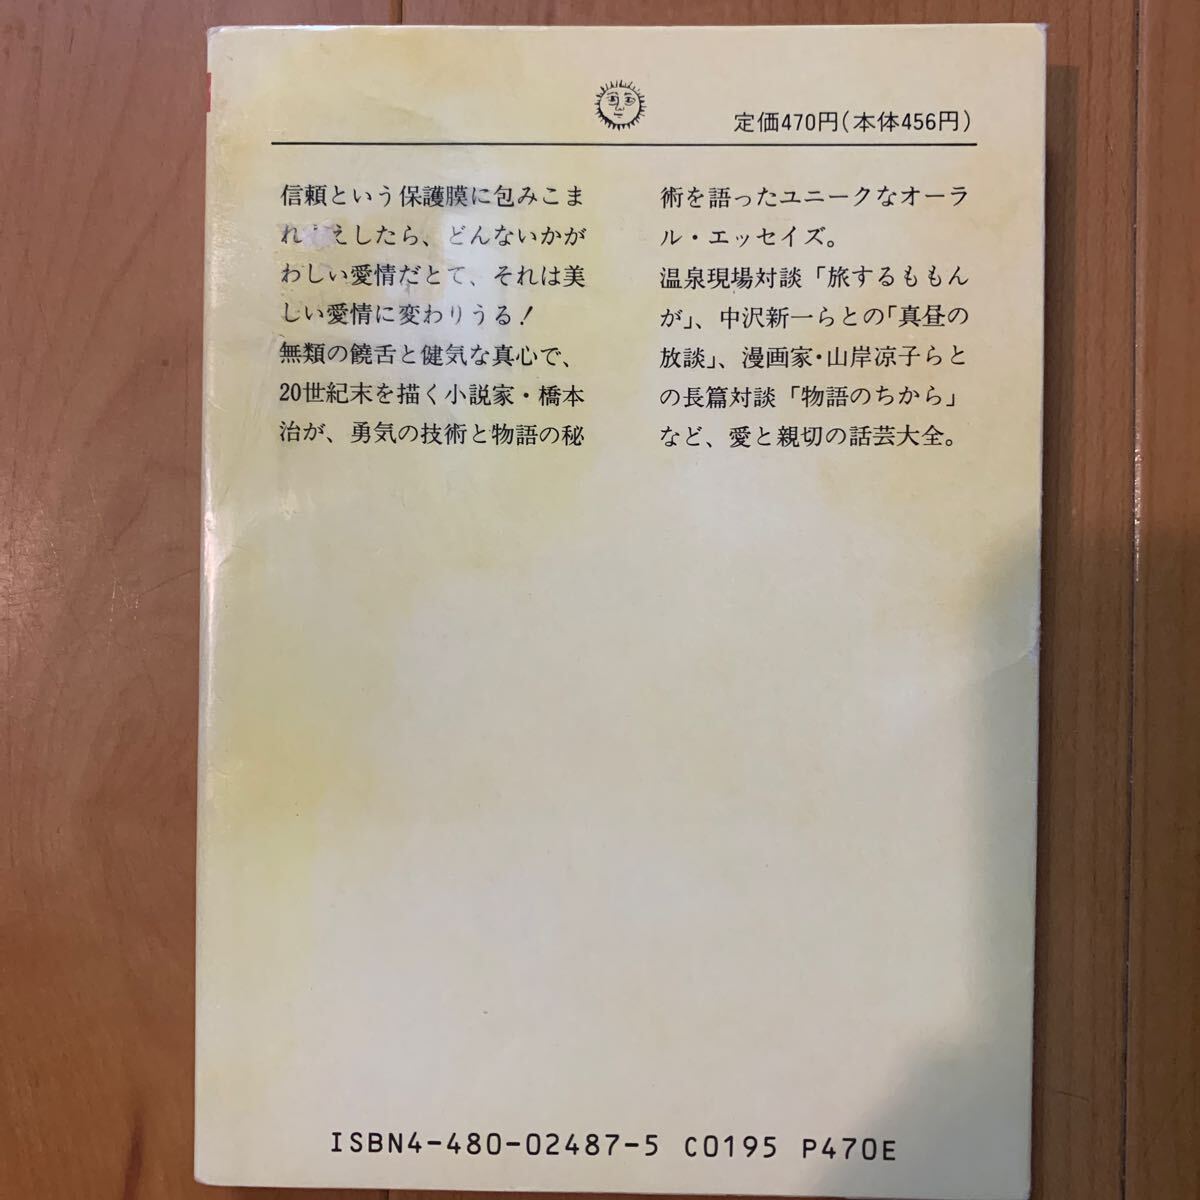 定価470円(本体456円)
信頼という保護膜に包みこま
れさえしたら、どんないかが
わしい愛情だとて、それは美
しい愛情に変わりうる!
無類の饒舌と健気な真心で、
20世紀末を描く小説家・橋本
治が、勇気の技術と物語の秘
術を語ったユニークなオーラ
ル・エッセイズ。
温泉現場対談「旅するももん
が」、中沢新一らとの「真昼の
放談」、漫画家・山岸凉子らと
の長篇対談「物語のちから」
など、愛と親切の話芸大全。
ISBN4-480-02487-5 C0195 P470E